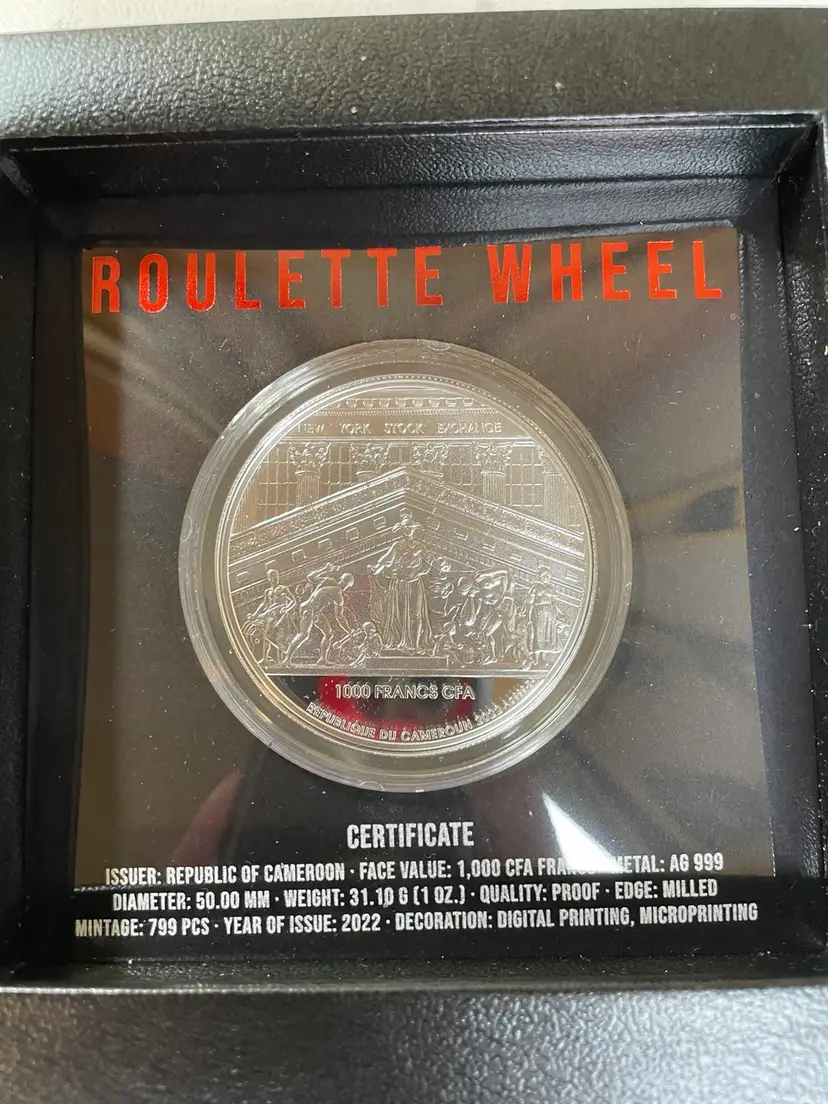 ROULETTE WHEEL
NEW YORK STOCK EXCHANGE
1000 FRANCS CFA
REPUBLIQUE DU CAMEROUN 2022
CERTIFICATE
ISSUER: REPUBLIC OF CAMEROON · FACE VALUE: 1,000 CFA FRANCS · METAL: AG 999
DIAMETER: 50.00 MM · WEIGHT: 31.10 G (1 OZ.) · QUALITY: PROOF · EDGE: MILLED
MINTAGE: 799 PCS · YEAR OF ISSUE: 2022 · DECORATION: DIGITAL PRINTING, MICROPRINTING